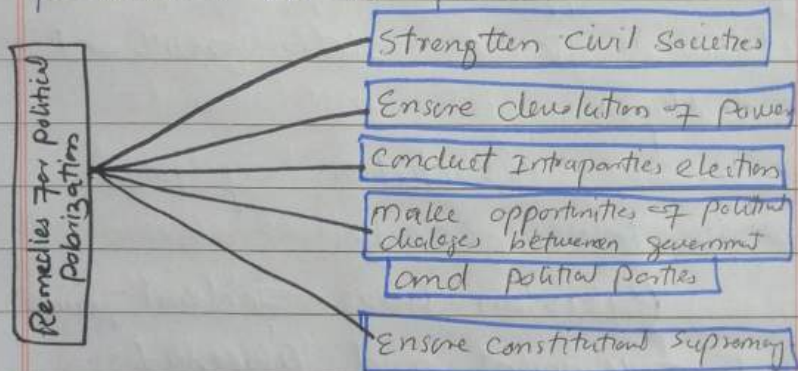 Remedies for political
polarization
Strengthen Civil Societies
Ensure devolution of Power
Conduct Intraparties election
Make opportunities of political
dialoges between government
and political parties
Ensure constitutional supremacy